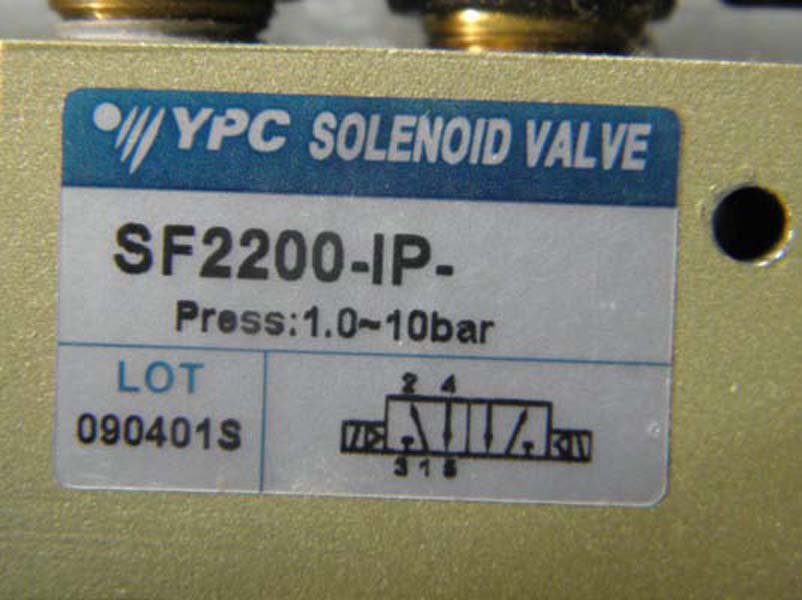 YPC SOLENOID VALVE
SF2200-IP-
Press:1.0~10bar
LOT
090401S
2 4
3 1 5